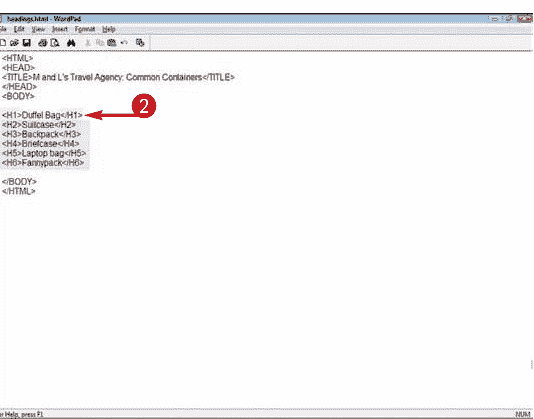 headings.html - WordPad
File Edit View Insert Format Help
<HTML>
<HEAD>
<TITLE>M and L's Travel Agency: Common Containers</TITLE>
</HEAD>
<BODY>
<H1>Duffel Bag</H1>
2
<H2>Suitcase</H2>
<H3>Backpack</H3>
<H4>Briefcase</H4>
<H5>Laptop bag</H5>
<H6>Fannypack</H6>
</BODY>
</HTML>
or Help, press F1
NUM